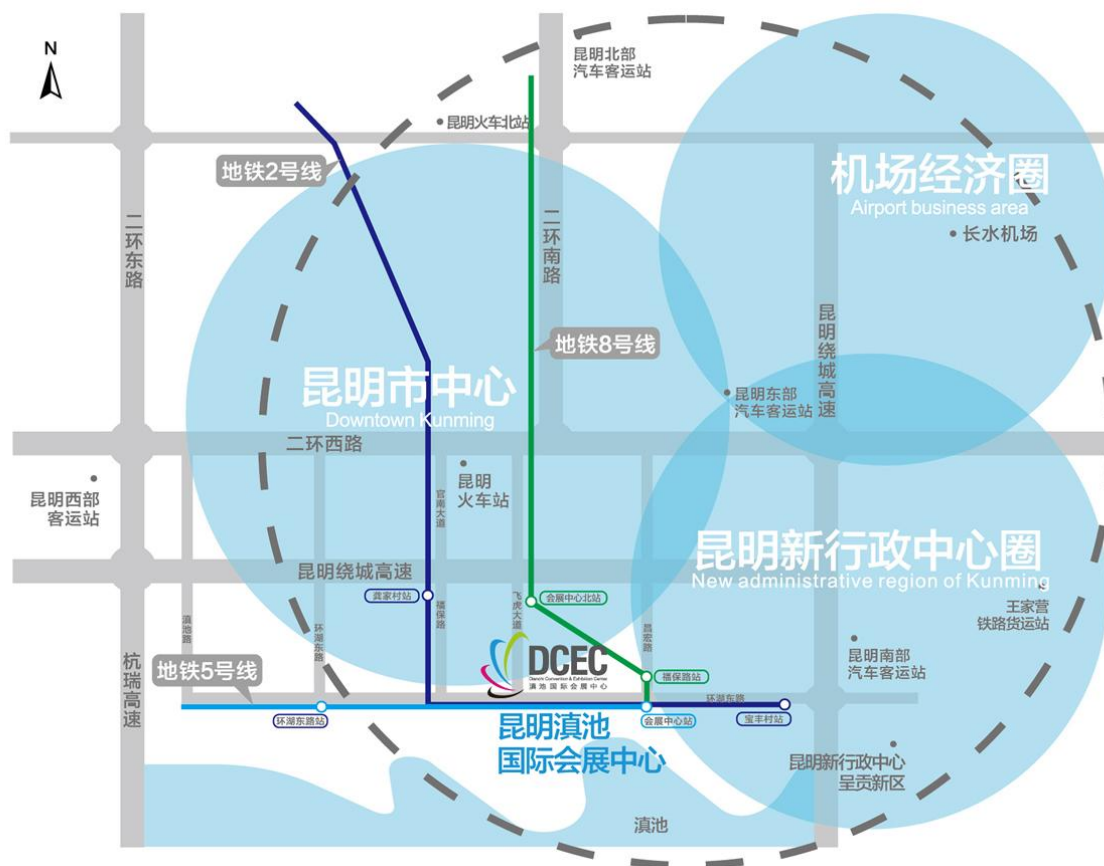 N
昆明北部
汽车客运站
昆明火车北站
地铁2号线
机场经济圈
Airport business area
长水机场
二环东路
二环南路
昆明绕城高速
地铁8号线
昆明市中心
Downtown Kunming
昆明东部
汽车客运站
二环西路
昆明西部
客运站
昆明
火车站
官南大道
昆明新行政中心圈
New administrative region of Kunming
昆明绕城高速
龚家村站
会展中心北站
王家营
铁路货运站
滇池路
环湖东路
福保路
飞虎大道
昌宏路
DCEC
Dianchi Convention & Exhibition Center
滇池国际会展中心
昆明南部
汽车客运站
杭瑞高速
地铁5号线
福保路站
环湖东路
环湖东路站
会展中心站
宝丰村站
昆明滇池
国际会展中心
昆明新行政中心
呈贡新区
滇池